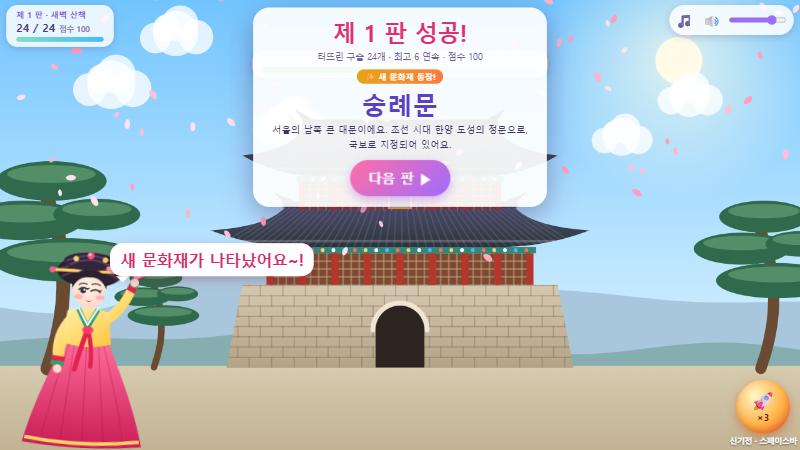 제 1 판 · 새벽 산책
24 / 24 점수 100
제 1 판 성공!
터뜨린 구슬 24개 · 최고 6 연속 · 점수 100
✨ 새 문화재 등장!
숭례문
서울의 남쪽 큰 대문이에요. 조선 시대 한양 도성의 정문으로,
국보로 지정되어 있어요.
다음 판 ▶
새 문화재가 나타났어요~!
×3
신기전 · 스페이스바